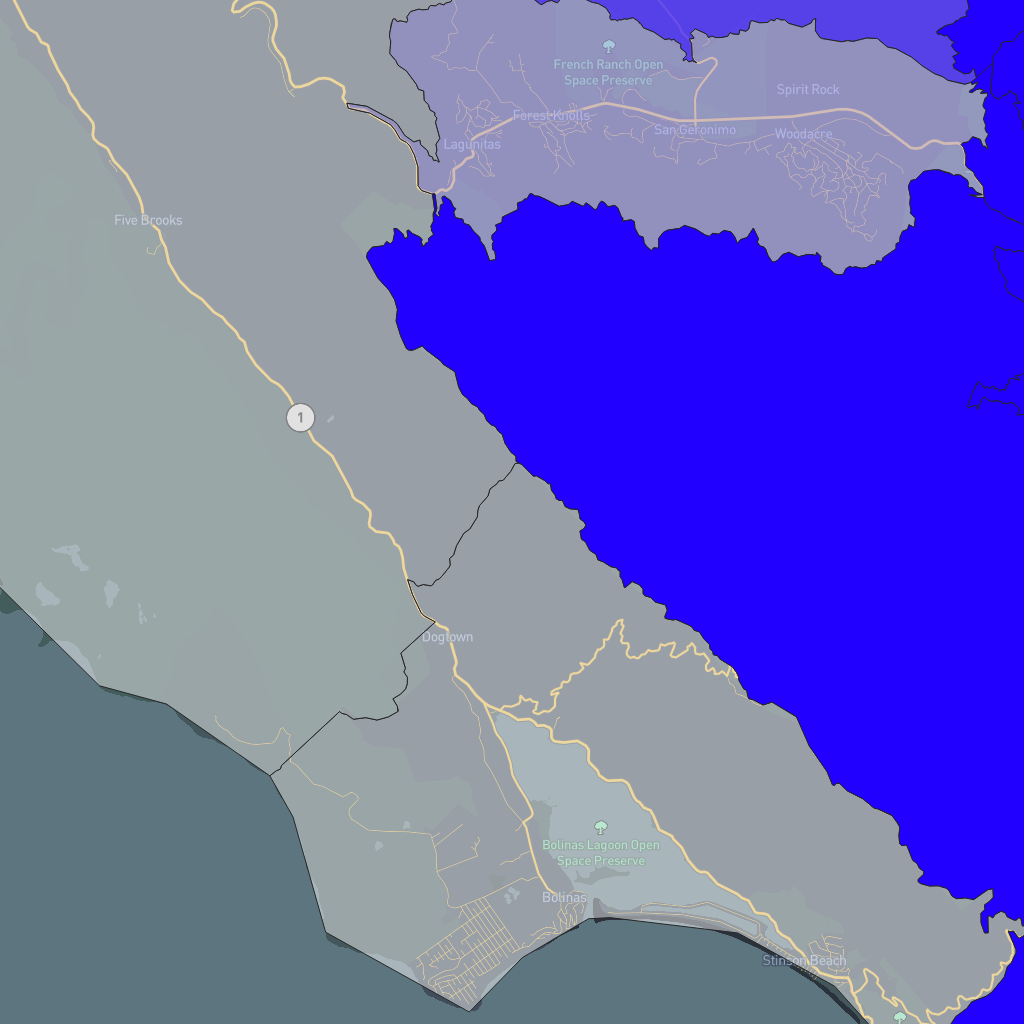 French Ranch Open
Space Preserve
Spirit Rock
Forest Knolls
San Geronimo
Woodacre
Lagunitas
Five Brooks
1
Dogtown
Bolinas Lagoon Open
Space Preserve
Bolinas
Stinson Beach